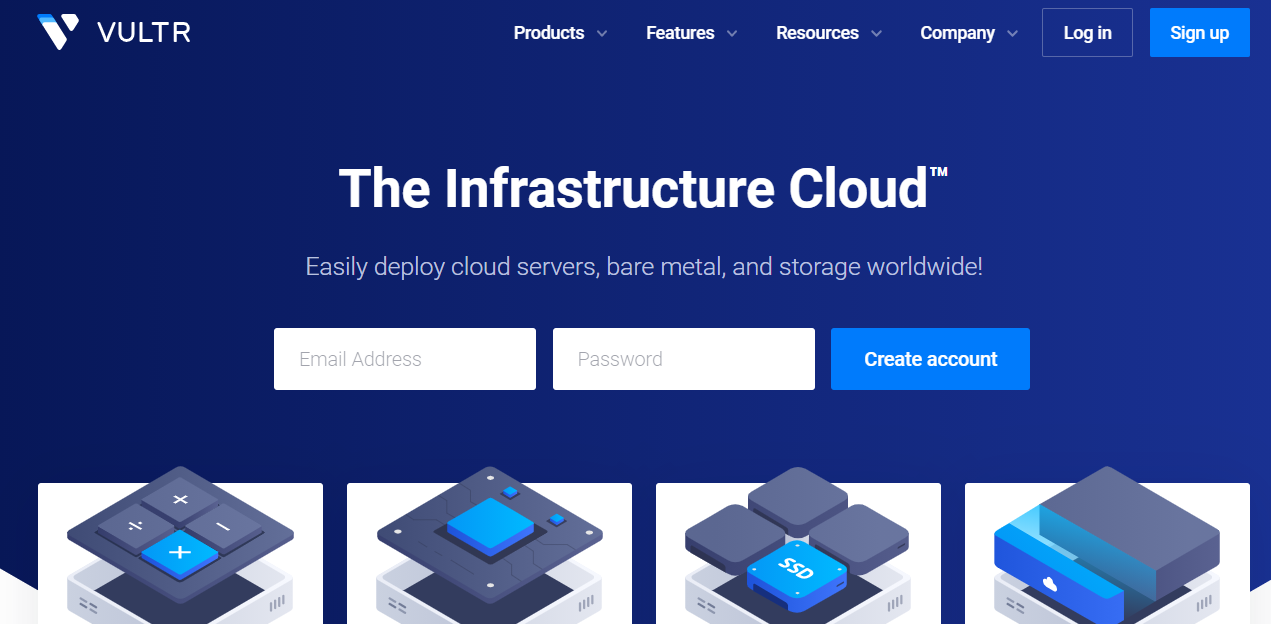 VULTR
Products Features Resources Company Log in Sign up
The Infrastructure Cloud™
Easily deploy cloud servers, bare metal, and storage worldwide!
Email Address Password Create account
SSD